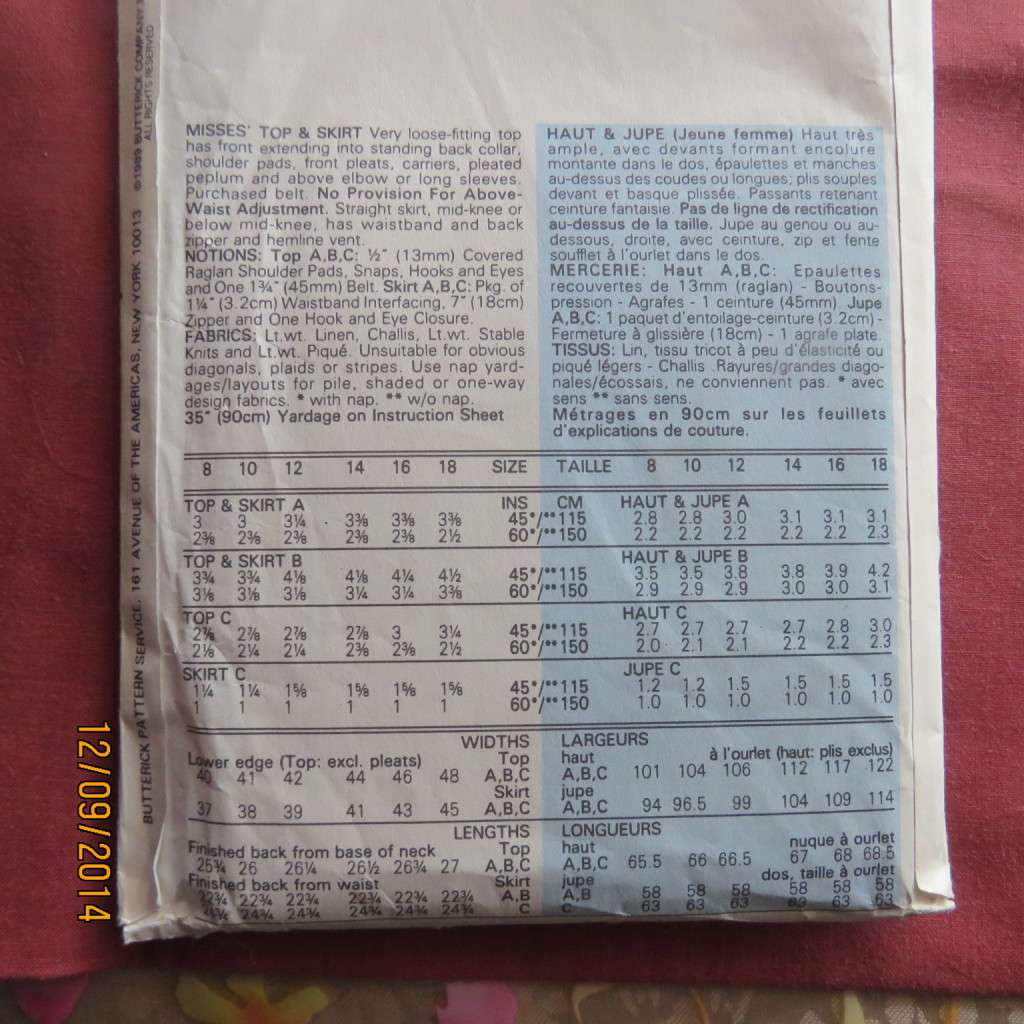 MISSES' TOP & SKIRT Very loose-fitting top
has front extending into standing back collar,
shoulder pads, front pleats, carriers, pleated
peplum and above elbow or long sleeves.
Purchased belt. No Provision For Above-
Waist Adjustment. Straight skirt, mid-knee or
below mid-knee, has waistband and back
zipper and hemline vent.
NOTIONS: Top A,B,C: ½" (13mm) Covered
Raglan Shoulder Pads, Snaps, Hooks and Eyes
and One 1¾" (45mm) Belt. Skirt A,B,C: Pkg. of
1¼" (3.2cm) Waistband Interfacing, 7" (18cm)
Zipper and One Hook and Eye Closure.
FABRICS: Lt.wt. Linen, Challis, Lt.wt. Stable
Knits and Lt.wt. Piqué. Unsuitable for obvious
diagonals, plaids or stripes. Use nap yard-
ages/layouts for pile, shaded or one-way
design fabrics. * with nap. ** w/o nap.
35" (90cm) Yardage on Instruction Sheet
HAUT & JUPE (Jeune femme) Haut très
ample, avec devants formant encolure
montante dans le dos, épaulettes et manches
au-dessus des coudes ou longues; plis souples
devant et basque plissée. Passants retenant
ceinture fantaisie. Pas de ligne de rectification
au-dessus de la taille. Jupe au genou ou au-
dessous, droite, avec ceinture, zip et fente
soufflet à l'ourlet dans le dos.
MERCERIE: Haut A,B,C: Epaulettes
recouvertes de 13mm (raglan) - Boutons-
pression - Agrafes - 1 ceinture (45mm). Jupe
A,B,C: 1 paquet d'entoilage-ceinture (3.2cm) -
Fermeture à glissière (18cm) - 1 agrafe plate.
TISSUS: Lin, tissu tricot à peu d'élasticité ou
piqué légers - Challis. Rayures/grandes diago-
nales/écossais, ne conviennent pas. * avec
sens ** sans sens.
Métrages en 90cm sur les feuillets
d'explications de couture.
8 10 12 14 16 18 SIZE TAILLE 8 10 12 14 16 18
TOP & SKIRT A INS CM HAUT & JUPE A
3 3 3¼ 3⅜ 3⅜ 3⅜ 45*/**115 2.8 2.8 3.0 3.1 3.1 3.1
2⅜ 2⅜ 2⅜ 2⅜ 2⅜ 2½ 60*/**150 2.2 2.2 2.2 2.2 2.2 2.3
TOP & SKIRT B HAUT & JUPE B
3¾ 3¾ 4⅛ 4⅛ 4¼ 4½ 45*/**115 3.5 3.5 3.8 3.8 3.9 4.2
3⅛ 3⅛ 3⅛ 3¼ 3¼ 3⅜ 60*/**150 2.9 2.9 2.9 3.0 3.0 3.1
TOP C HAUT C
2⅞ 2⅞ 2⅞ 2⅞ 3 3¼ 45*/**115 2.7 2.7 2.7 2.7 2.8 3.0
2⅛ 2¼ 2¼ 2⅜ 2⅜ 2½ 60*/**150 2.0 2.1 2.1 2.2 2.2 2.3
SKIRT C JUPE C
1¼ 1¼ 1⅝ 1⅝ 1⅝ 1⅝ 45*/**115 1.2 1.2 1.5 1.5 1.5 1.5
1 1 1 1 1 1 60*/**150 1.0 1.0 1.0 1.0 1.0 1.0
WIDTHS LARGEURS
Lower edge (Top: excl. pleats) Top haut à l'ourlet (haut: plis exclus)
40 41 42 44 46 48 A,B,C A,B,C 101 104 106 112 117 122
Skirt jupe
37 38 39 41 43 45 A,B,C A,B,C 94 96.5 99 104 109 114
LENGTHS LONGUEURS
Finished back from base of neck Top haut nuque à ourlet
25¾ 26 26¼ 26½ 26¾ 27 A,B,C A,B,C 65.5 66 66.5 67 68 68.5
Finished back from waist Skirt jupe dos, taille à ourlet
22¾ 22¾ 22¾ 22¾ 22¾ 22¾ A,B A,B 58 58 58 58 58 58
24¾ 24¾ 24¾ 24¾ 24¾ 24¾ C C 63 63 63 63 63 63
BUTTERICK PATTERN SERVICE, 161 AVENUE OF THE AMERICAS, NEW YORK 10013 ©1989 BUTTERICK COMPANY
ALL RIGHTS RESERVED
12/09/2014